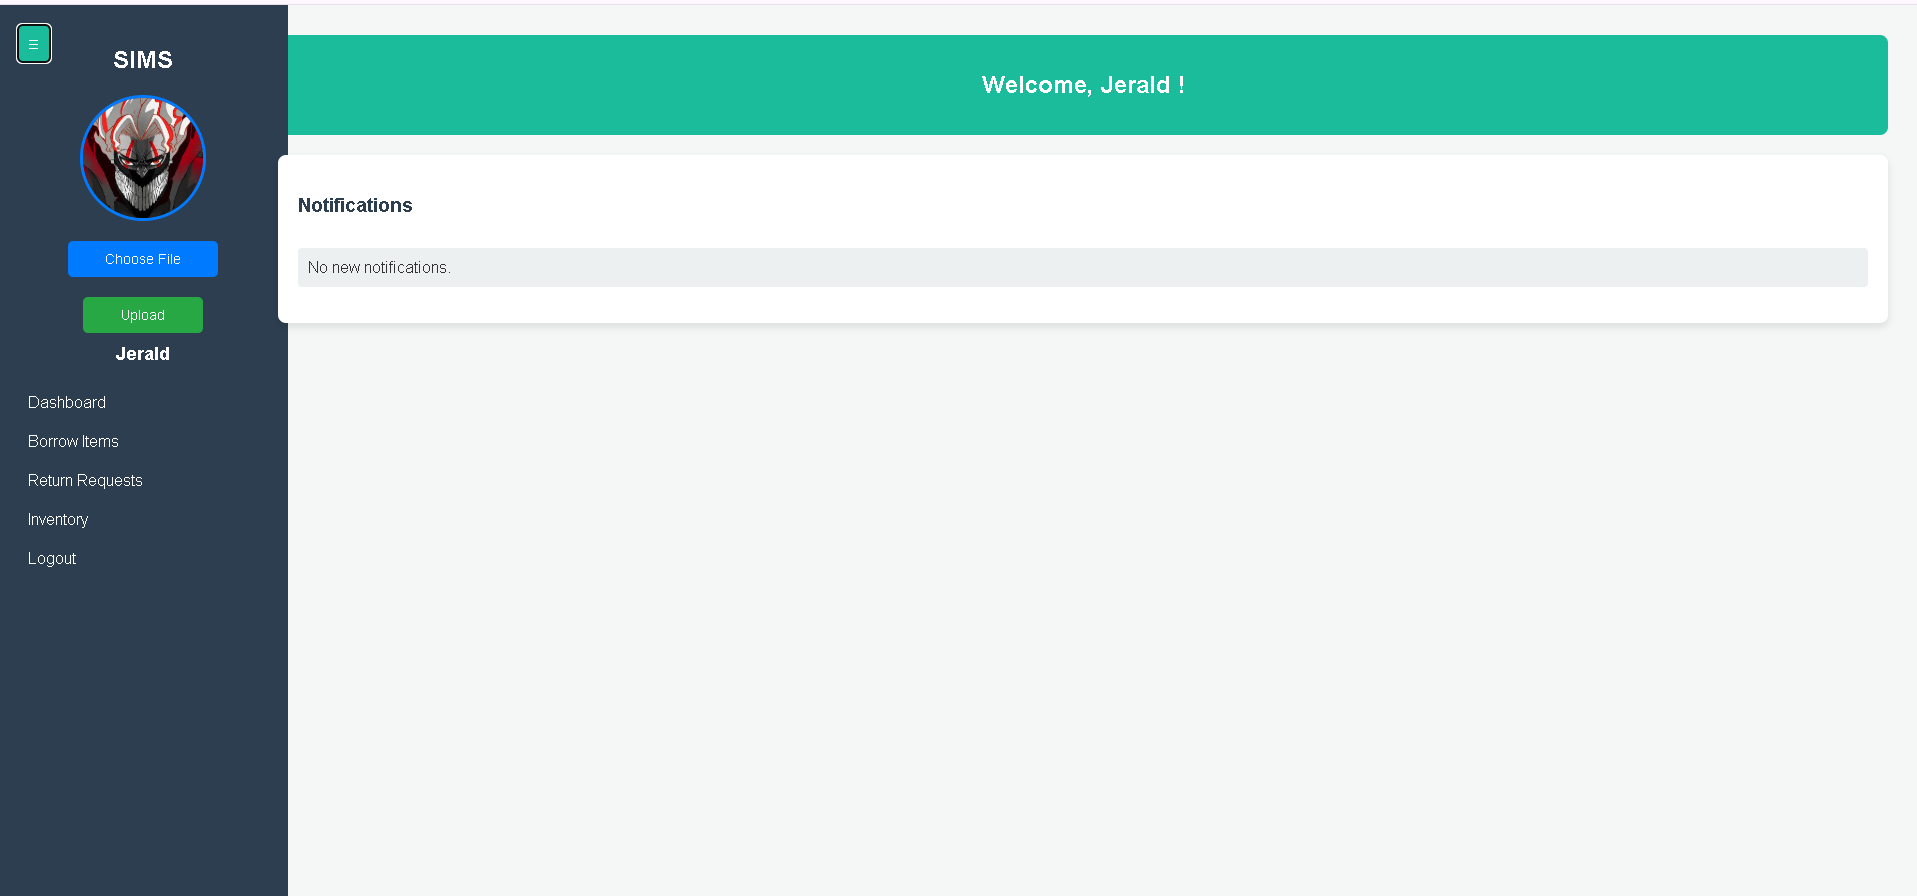 ☰
SIMS
Choose File
Upload
Jerald
Dashboard
Borrow Items
Return Requests
Inventory
Logout
Welcome, Jerald !
Notifications
No new notifications.